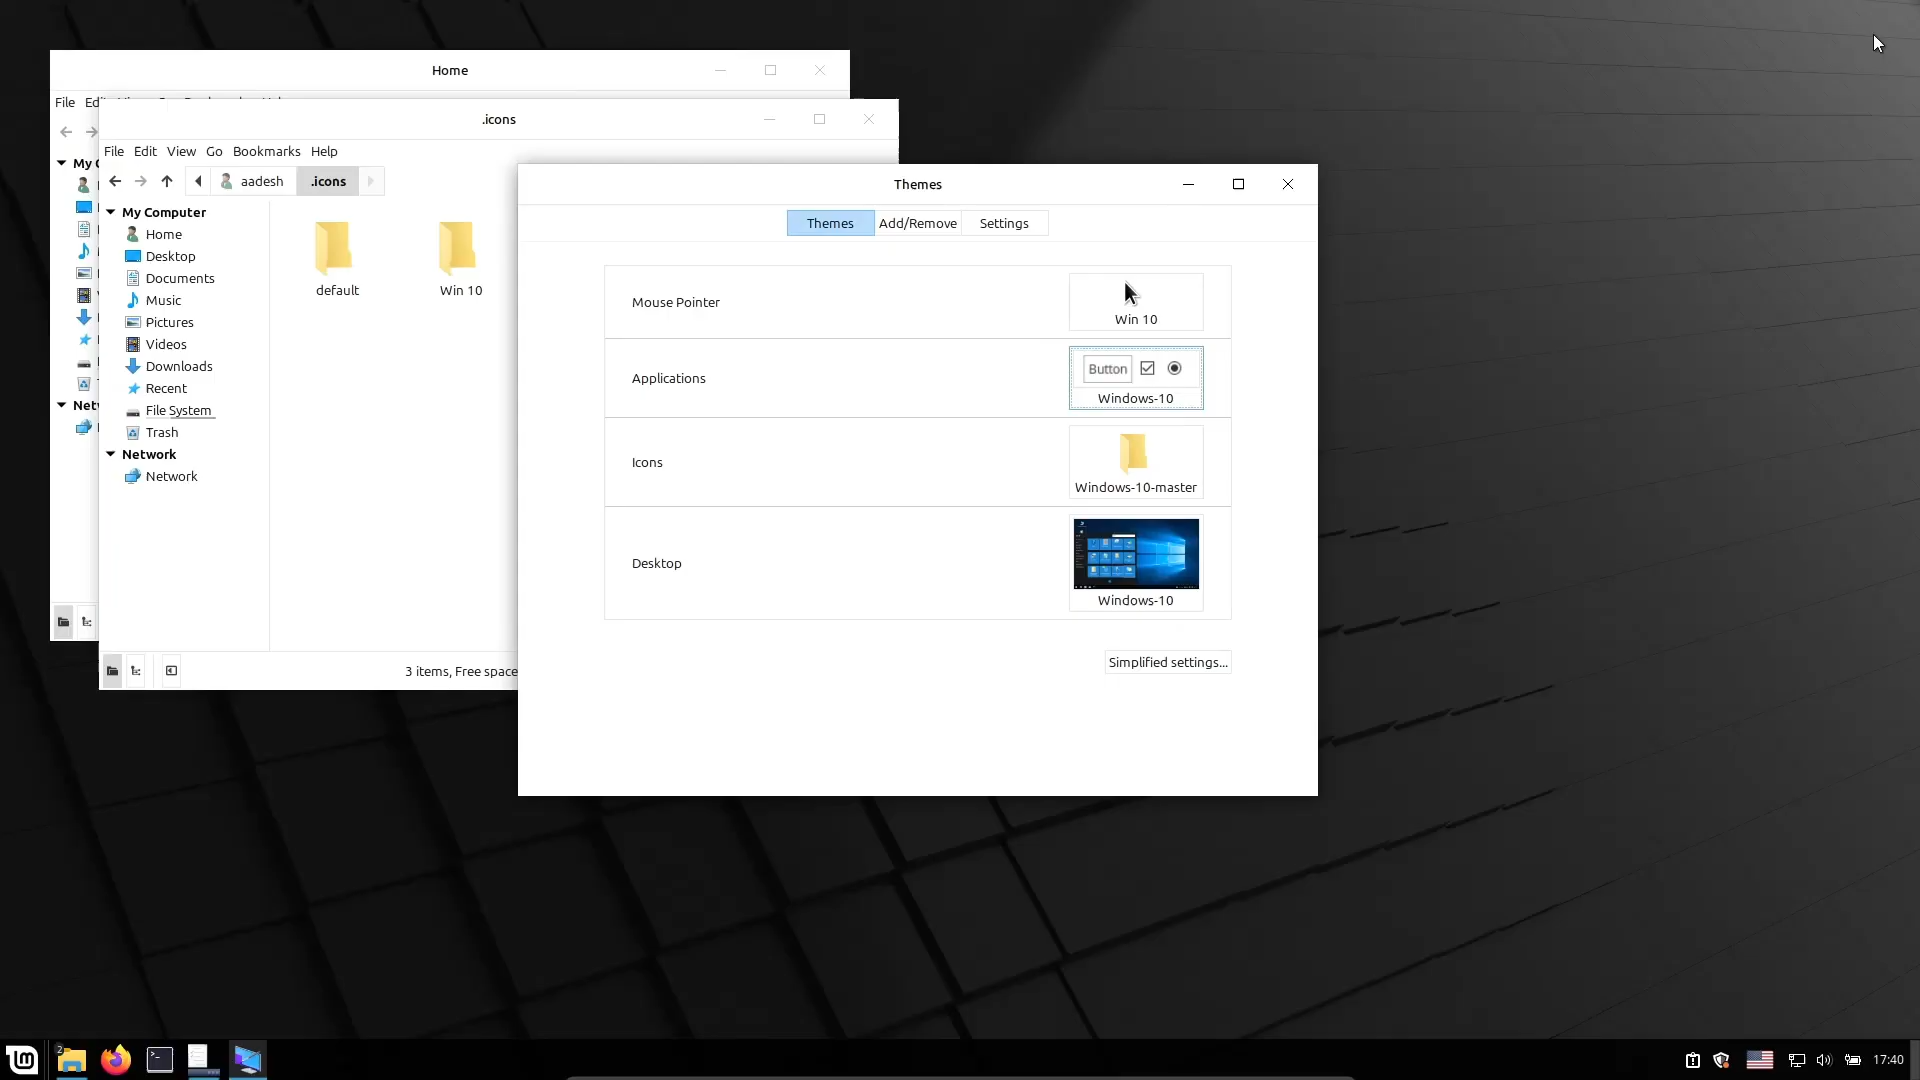 Home
File
.icons
File Edit View Go Bookmarks Help
aadesh .icons
My Computer
Home
Desktop
Documents
Music
Pictures
Videos
Downloads
Recent
File System
Trash
Network
Network
default
Win 10
3 items, Free space
Themes
Themes Add/Remove Settings
Mouse Pointer
Win 10
Applications
Button
Windows-10
Icons
Windows-10-master
Desktop
Windows-10
Simplified settings...
2
17:40